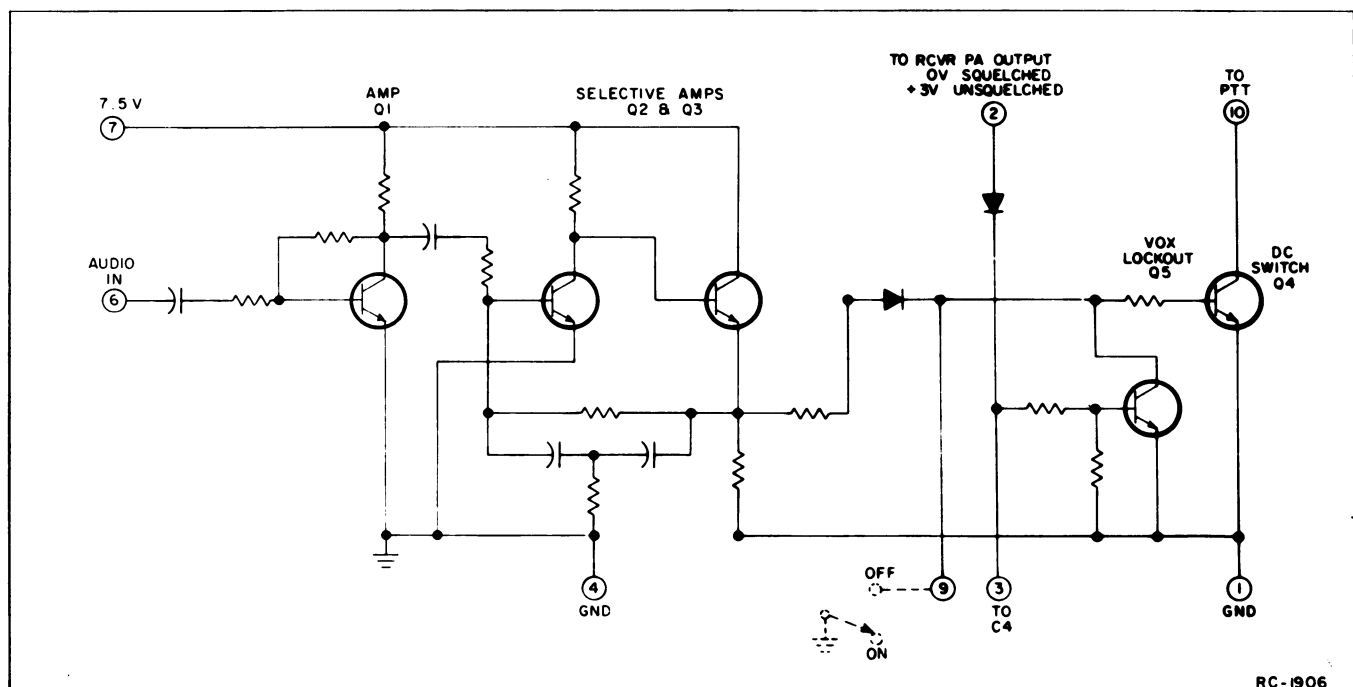 TO RCVR PA OUTPUT
0V SQUELCHED
+3V UNSQUELCHED
2
TO
PTT
10
7.5V
7
AMP
Q1
SELECTIVE AMPS
Q2 & Q3
AUDIO
IN
6
VOX
LOCKOUT
Q5
DC
SWITCH
Q4
OFF
9
3
TO
C4
4
GND
1
GND
ON
RC-1906